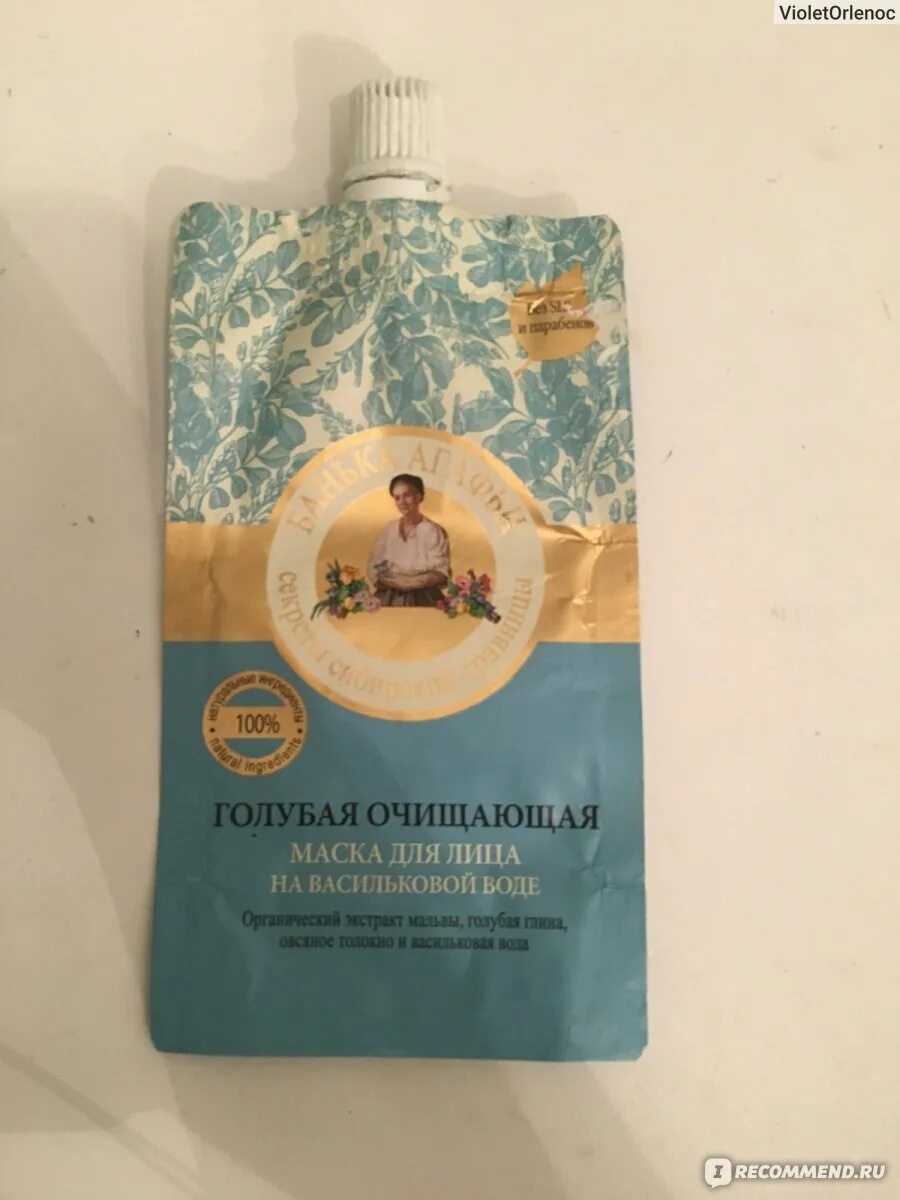 VioletOrlenoc
Без SLS
и парабенов
БАНЬКА АГАФЬИ
секреты сибирской травницы
натуральные ингредиенты
100%
natural ingredients
ГОЛУБАЯ ОЧИЩАЮЩАЯ
МАСКА ДЛЯ ЛИЦА
НА ВАСИЛЬКОВОЙ ВОДЕ
Органический экстракт мальвы, голубая глина,
овсяное толокно и васильковая вода
IRECOMMEND.RU